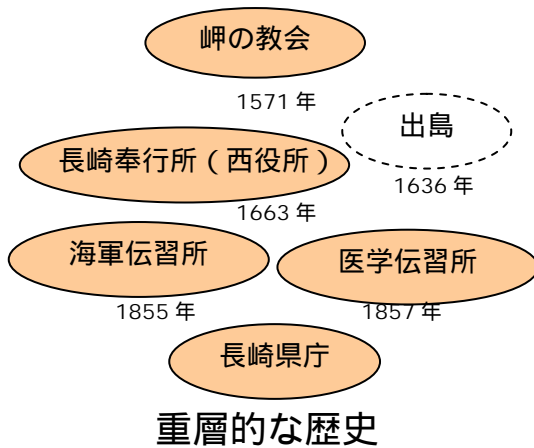 岬の教会
1571 年
出島
1636 年
長崎奉行所（西役所）
1663 年
海軍伝習所
1855 年
医学伝習所
1857 年
長崎県庁
重層的な歴史